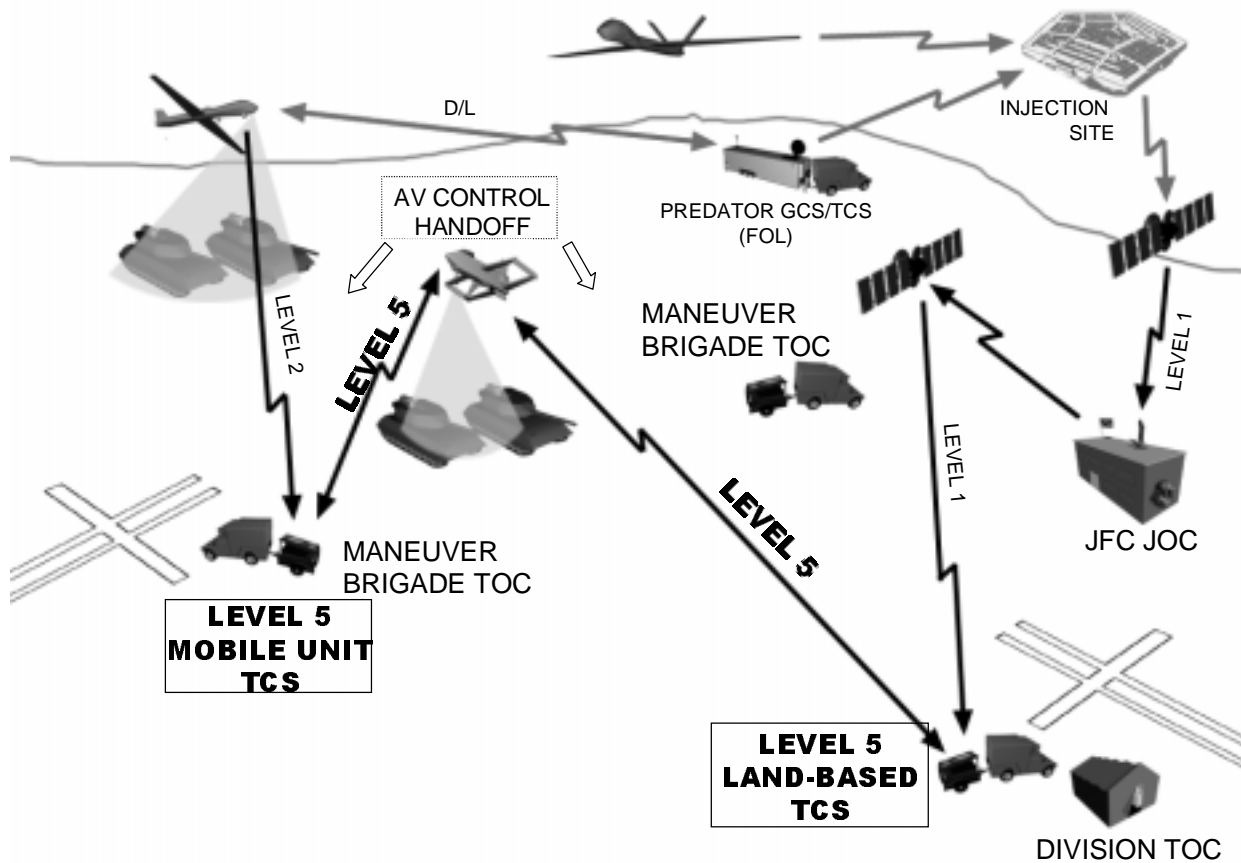 D/L
INJECTION
SITE
AV CONTROL
HANDOFF
PREDATOR GCS/TCS
(FOL)
LEVEL 2
LEVEL 5
MANEUVER
BRIGADE TOC
LEVEL 1
LEVEL 1
JFC JOC
LEVEL 5
MANEUVER
BRIGADE TOC
LEVEL 5
MOBILE UNIT
TCS
LEVEL 5
LAND-BASED
TCS
DIVISION TOC